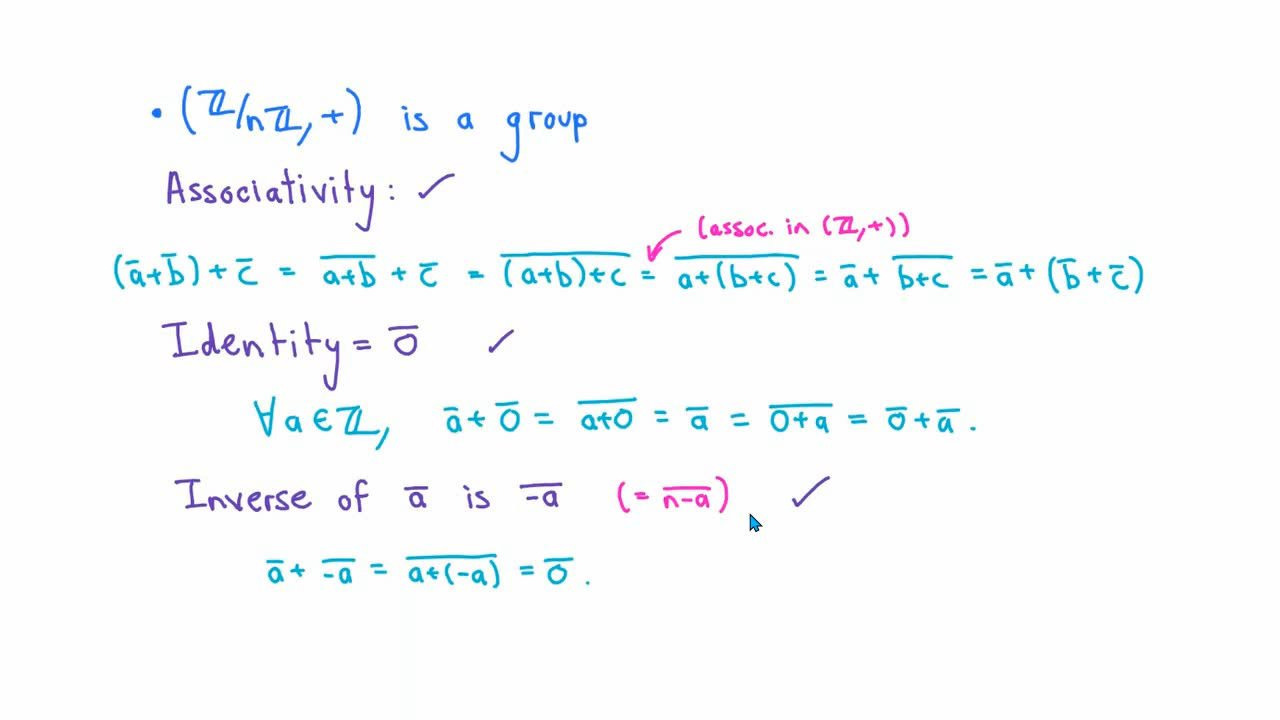 • (ℤ/nℤ, +) is a group
Associativity: ✓
(assoc. in (ℤ,+))
(a̅+b̅)+c̅ = \overline{a+b} + c̅ = \overline{(a+b)+c} = \overline{a+(b+c)} = a̅ + \overline{b+c} = a̅+(b̅+c̅)
Identity = 0̅ ✓
∀a∈ℤ, a̅+0̅ = \overline{a+0} = a̅ = \overline{0+a} = 0̅+a̅.
Inverse of a̅ is \overline{-a} (= \overline{n-a}) ✓
a̅ + \overline{-a} = \overline{a+(-a)} = 0̅.